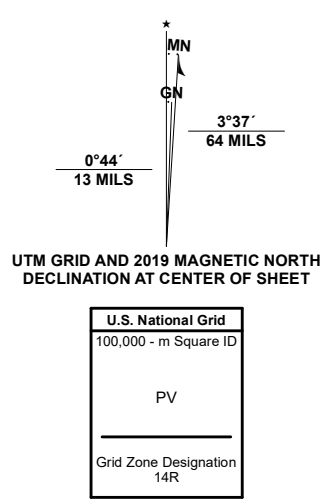 MN
GN
3°37´
64 MILS
0°44´
13 MILS
UTM GRID AND 2019 MAGNETIC NORTH
DECLINATION AT CENTER OF SHEET
U.S. National Grid
100,000 - m Square ID
PV
Grid Zone Designation
14R